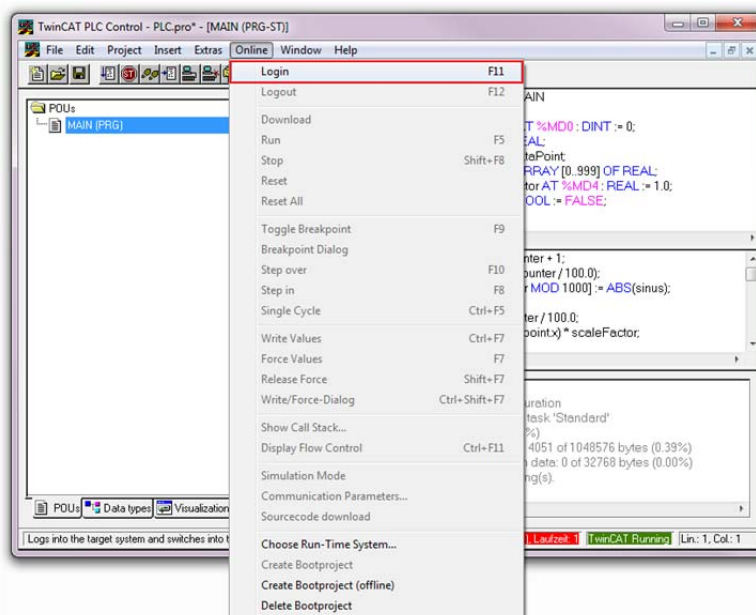 TwinCAT PLC Control - PLC.pro* - [MAIN (PRG-ST)]
File Edit Project Insert Extras Online Window Help
Login F11
Logout F12
Download
Run F5
Stop Shift+F8
Reset
Reset All
Toggle Breakpoint F9
Breakpoint Dialog
Step over F10
Step in F8
Single Cycle Ctrl+F5
Write Values Ctrl+F7
Force Values F7
Release Force Shift+F7
Write/Force-Dialog Ctrl+Shift+F7
Show Call Stack...
Display Flow Control Ctrl+F11
Simulation Mode
Communication Parameters...
Sourcecode download
Choose Run-Time System...
Create Bootproject
Create Bootproject (offline)
Delete Bootproject
POUs
MAIN (PRG)
AIN
T %MD0 : DINT := 0;
EAL;
taPoint;
RRAY [0..999] OF REAL;
tor AT %MD4 : REAL := 1.0;
OOL := FALSE;
nter + 1;
ounter / 100.0);
r MOD 1000] := ABS(sinus);
ter / 100.0;
point.x) * scaleFactor;
uration
task 'Standard'
%)
4051 of 1048576 bytes (0.39%)
n data: 0 of 32768 bytes (0.00%)
ng(s).
POUs Data types Visualization
Logs into the target system and switches into t
Laufzeit: 1 TwinCAT Running Lin.: 1, Col.: 1